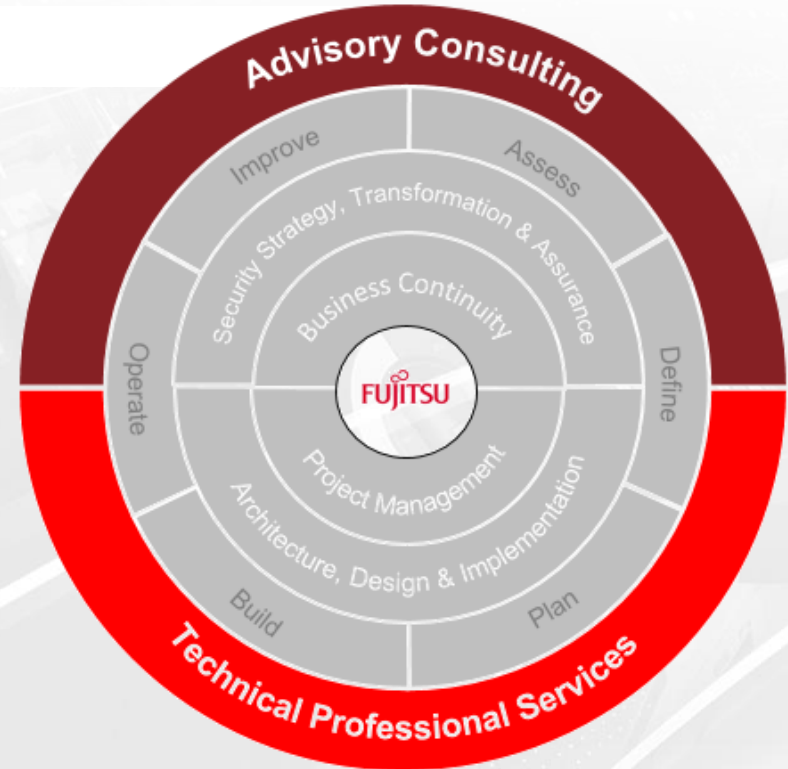 Advisory Consulting
Improve
Assess
Security Strategy, Transformation & Assurance
Business Continuity
Operate
Define
FUJITSU
Project Management
Architecture, Design & Implementation
Build
Plan
Technical Professional Services